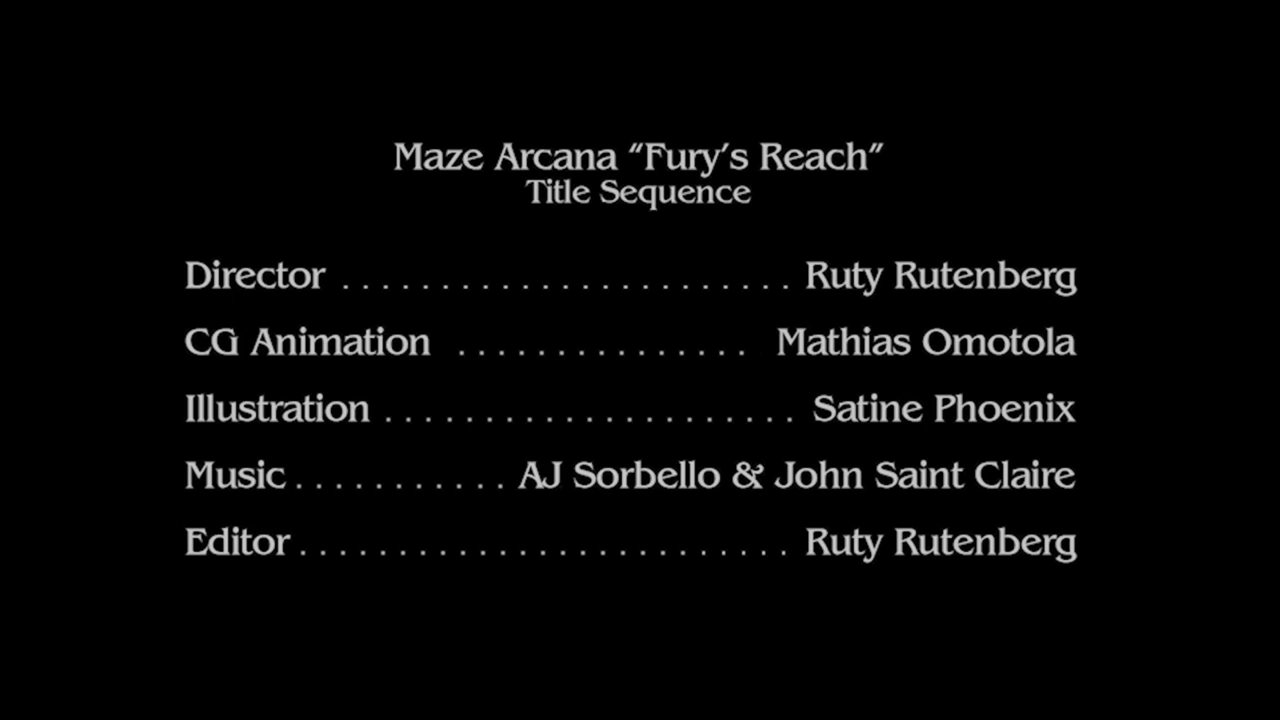 Maze Arcana “Fury’s Reach”
Title Sequence
Director . . . . . . . . . . . . . . . . . . . . . . . Ruty Rutenberg
CG Animation . . . . . . . . . . . . . . . Mathias Omotola
Illustration . . . . . . . . . . . . . . . . . . . . . Satine Phoenix
Music . . . . . . . . . . . AJ Sorbello & John Saint Claire
Editor . . . . . . . . . . . . . . . . . . . . . . . . . Ruty Rutenberg